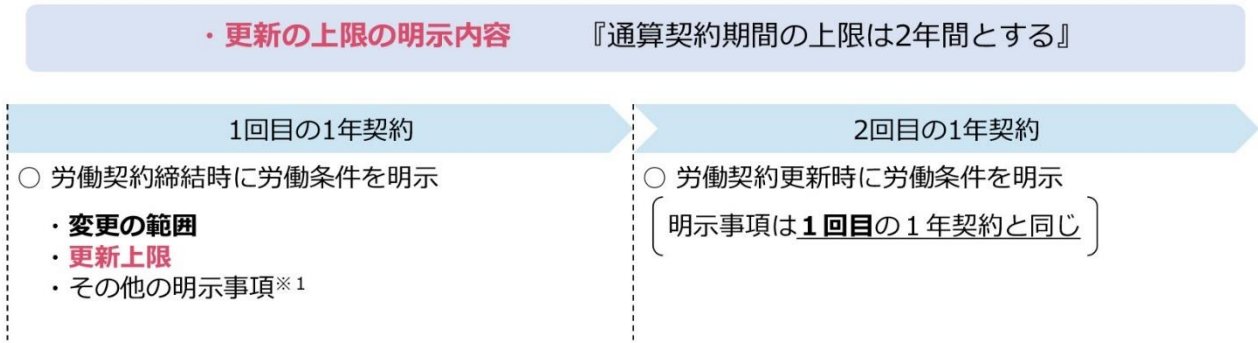 ・更新の上限の明示内容 『通算契約期間の上限は2年間とする』
1回目の1年契約
○ 労働契約締結時に労働条件を明示
・変更の範囲
・更新上限
・その他の明示事項※1
2回目の1年契約
○ 労働契約更新時に労働条件を明示
明示事項は１回目の１年契約と同じ